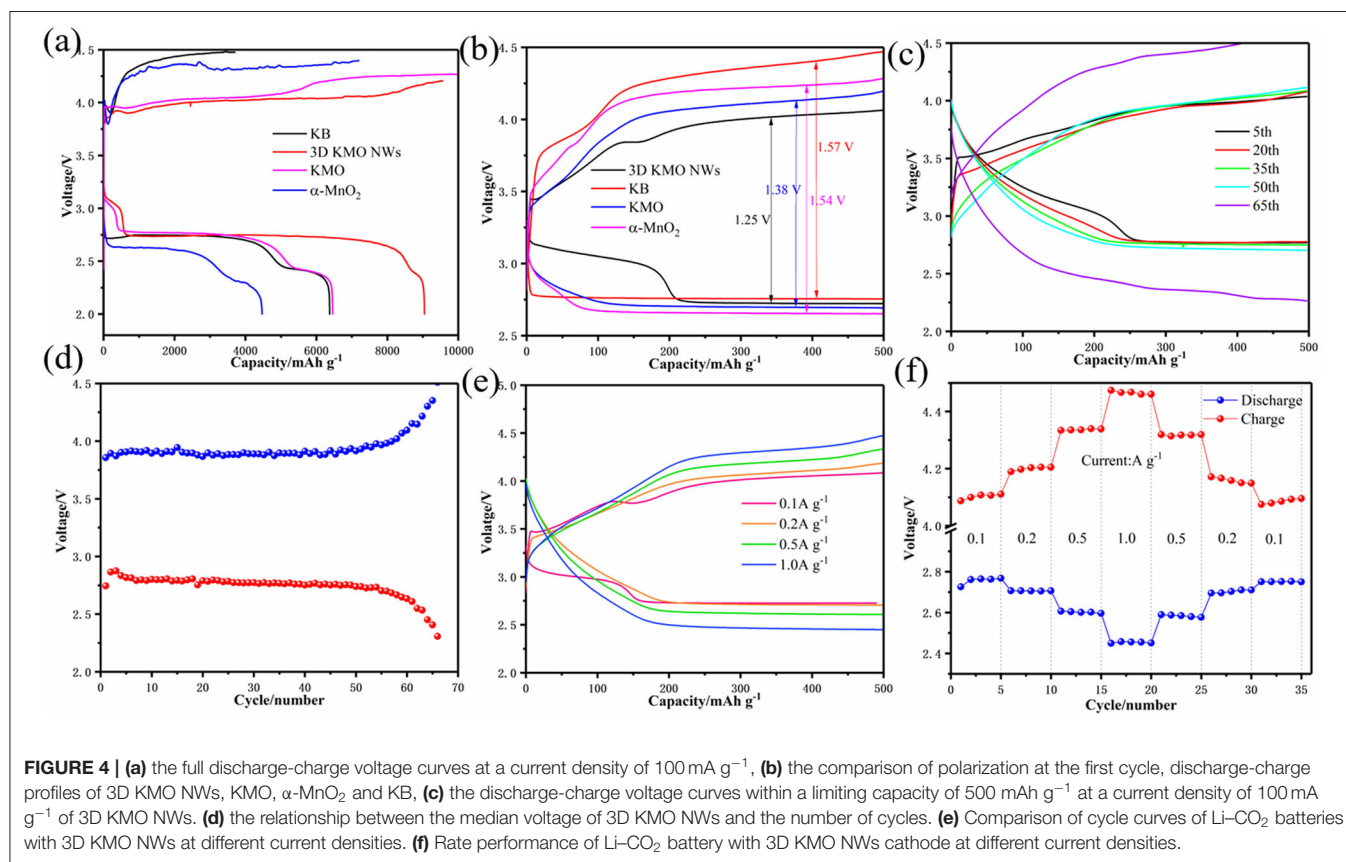 (a)
4.5
4.0
3.5
3.0
2.5
2.0
Voltage/V
KB
3D KMO NWs
KMO
α-MnO₂
0 2000 4000 6000 8000 10000
Capacity/mAh g⁻¹
(b)
4.5
4.0
3.5
3.0
2.5
Voltage/V
3D KMO NWs
KB
KMO
α-MnO₂
1.25 V
1.38 V
1.57 V
1.54 V
0 100 200 300 400 500
Capacity/mAh g⁻¹
(c)
4.5
4.0
3.5
3.0
2.5
2.0
Voltage/V
5th
20th
35th
50th
65th
0 100 200 300 400 500
Capacity/mAh g⁻¹
(d)
4.5
4.0
3.5
3.0
2.5
2.0
Voltage/V
0 10 20 30 40 50 60 70
Cycle/number
(e)
5.0
4.5
4.0
3.5
3.0
2.5
2.0
Volatge/V
0.1A g⁻¹
0.2A g⁻¹
0.5A g⁻¹
1.0A g⁻¹
0 100 200 300 400 500
Capacity/mAh g⁻¹
(f)
4.4
4.2
4.0
2.8
2.6
2.4
Voltage/V
Discharge
Charge
Current:A g⁻¹
0.1 0.2 0.5 1.0 0.5 0.2 0.1
0 5 10 15 20 25 30 35
Cycle/number
FIGURE 4 | (a) the full discharge-charge voltage curves at a current density of 100 mA g⁻¹, (b) the comparison of polarization at the first cycle, discharge-charge
profiles of 3D KMO NWs, KMO, α-MnO₂ and KB, (c) the discharge-charge voltage curves within a limiting capacity of 500 mAh g⁻¹ at a current density of 100 mA
g⁻¹ of 3D KMO NWs. (d) the relationship between the median voltage of 3D KMO NWs and the number of cycles. (e) Comparison of cycle curves of Li–CO₂ batteries
with 3D KMO NWs at different current densities. (f) Rate performance of Li–CO₂ battery with 3D KMO NWs cathode at different current densities.